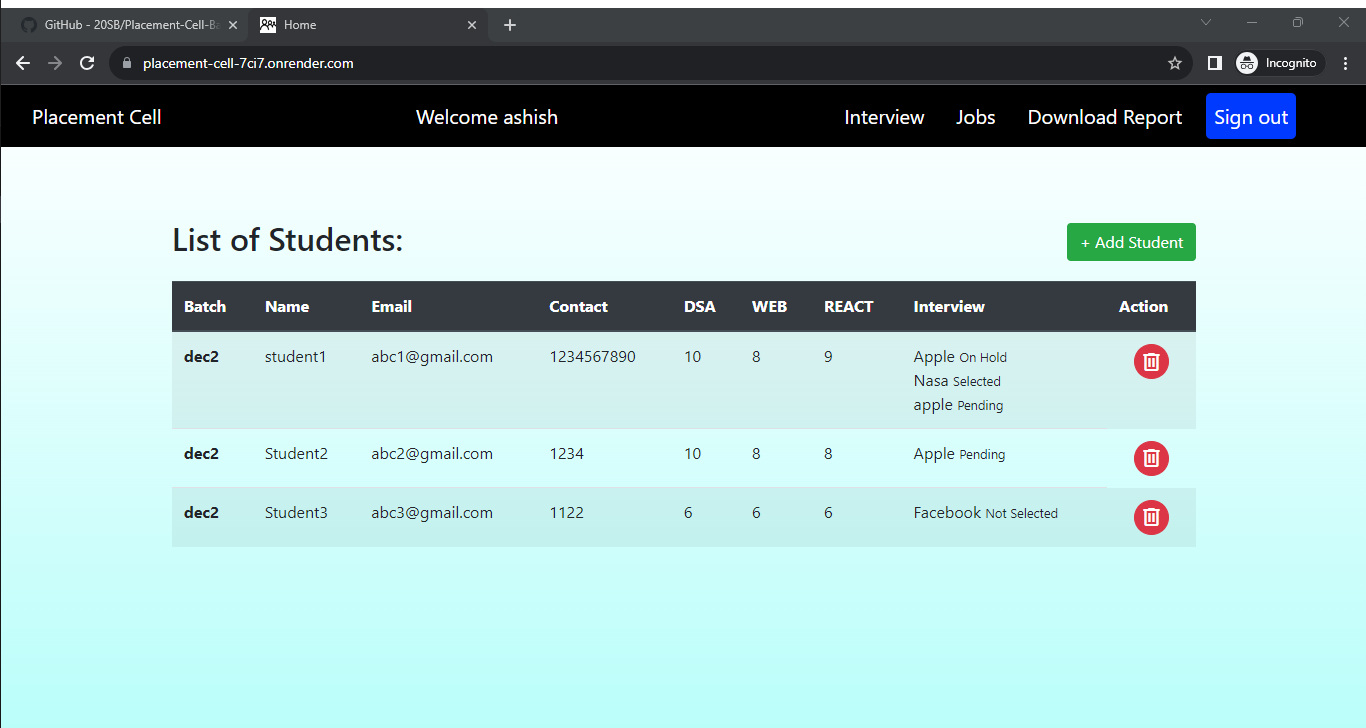 GitHub - 20SB/Placement-Cell-Ba Home
placement-cell-7ci7.onrender.com Incognito
Placement Cell Welcome ashish Interview Jobs Download Report Sign out
List of Students: + Add Student
Batch Name Email Contact DSA WEB REACT Interview Action
dec2 student1 abc1@gmail.com 1234567890 10 8 9 Apple On Hold
Nasa Selected
apple Pending
dec2 Student2 abc2@gmail.com 1234 10 8 8 Apple Pending
dec2 Student3 abc3@gmail.com 1122 6 6 6 Facebook Not Selected